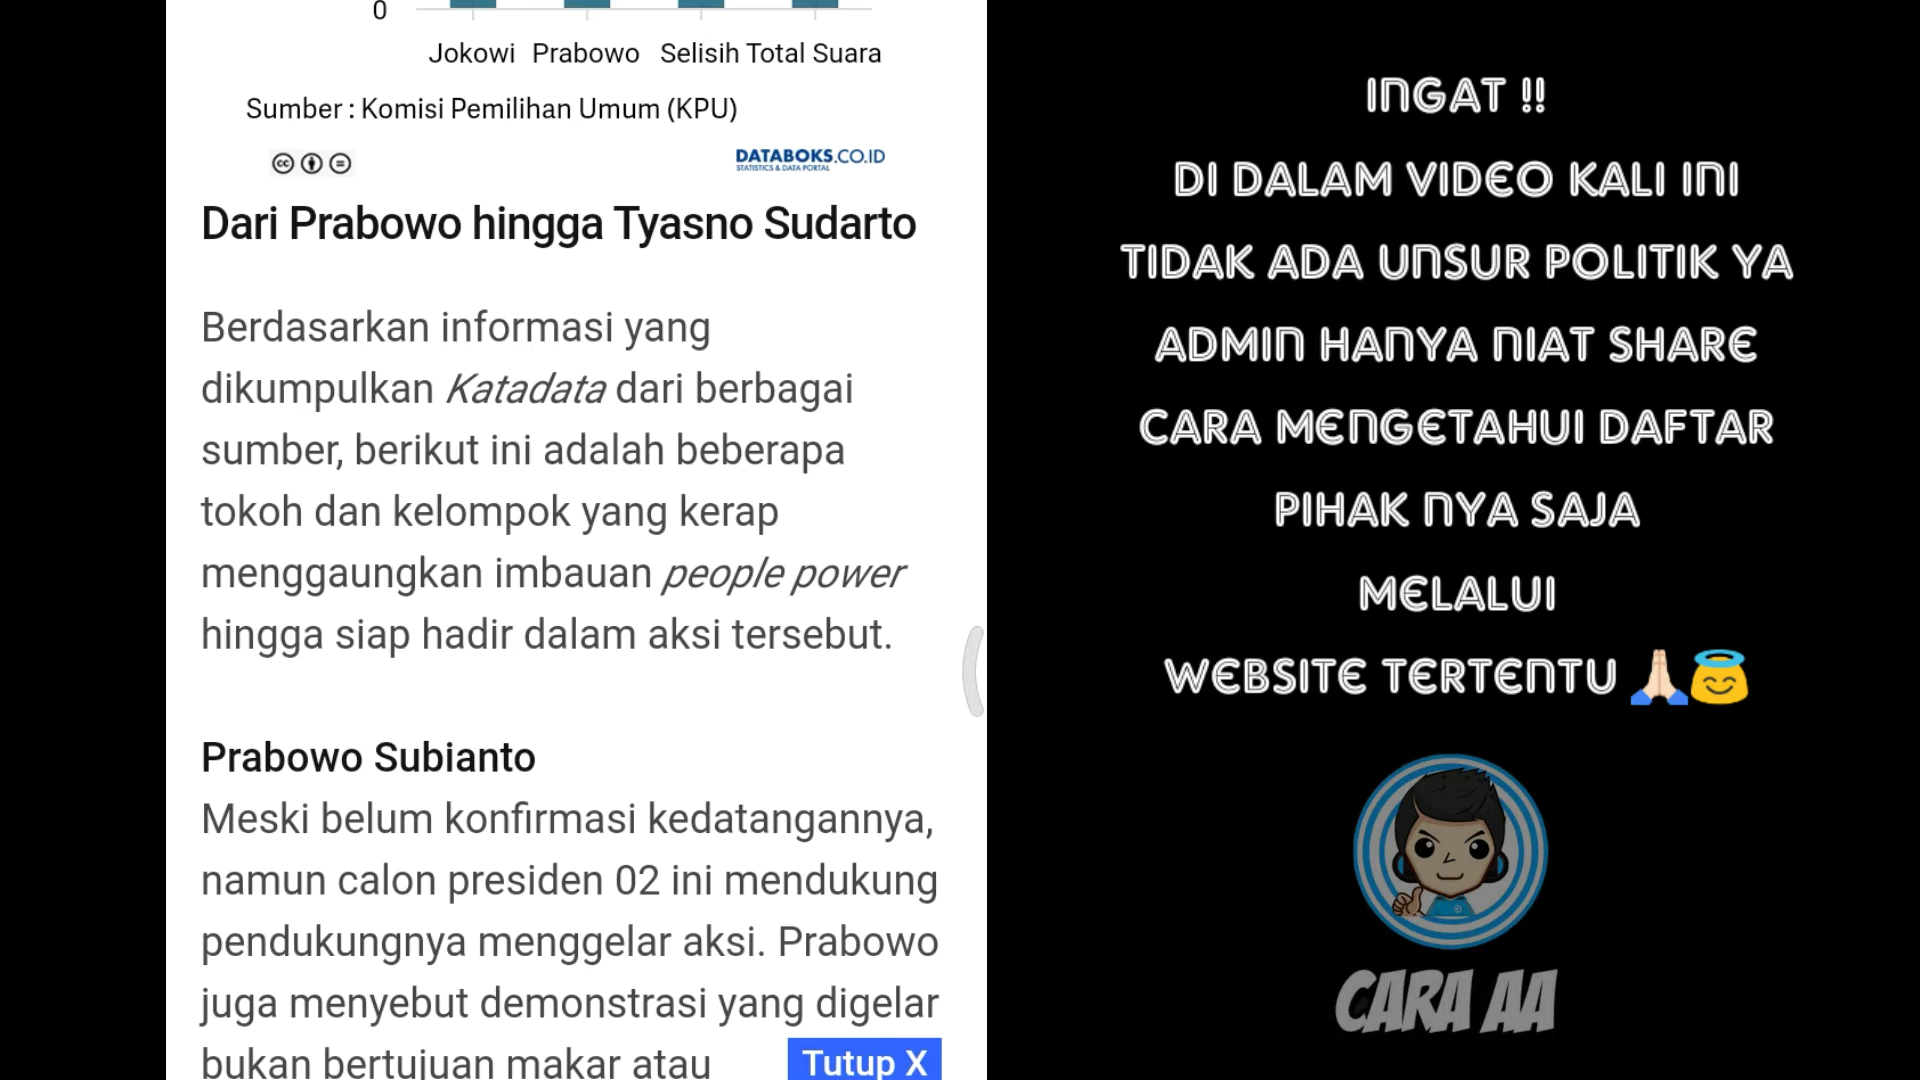 0
Jokowi Prabowo Selisih Total Suara
Sumber : Komisi Pemilihan Umum (KPU)
DATABOKS.CO.ID
STATISTICS & DATA PORTAL
Dari Prabowo hingga Tyasno Sudarto
Berdasarkan informasi yang
dikumpulkan Katadata dari berbagai
sumber, berikut ini adalah beberapa
tokoh dan kelompok yang kerap
menggaungkan imbauan people power
hingga siap hadir dalam aksi tersebut.
Prabowo Subianto
Meski belum konfirmasi kedatangannya,
namun calon presiden 02 ini mendukung
pendukungnya menggelar aksi. Prabowo
juga menyebut demonstrasi yang digelar
bukan bertujuan makar atau
Tutup X
INGAT !!
DI DALAM VIDEO KALI INI
TIDAK ADA UNSUR POLITIK YA
ADMIN HANYA NIAT SHARE
CARA MENGETAHUI DAFTAR
PIHAK NYA SAJA
MELALUI
WEBSITE TERTENTU 🙏🏻😇
CARA AA